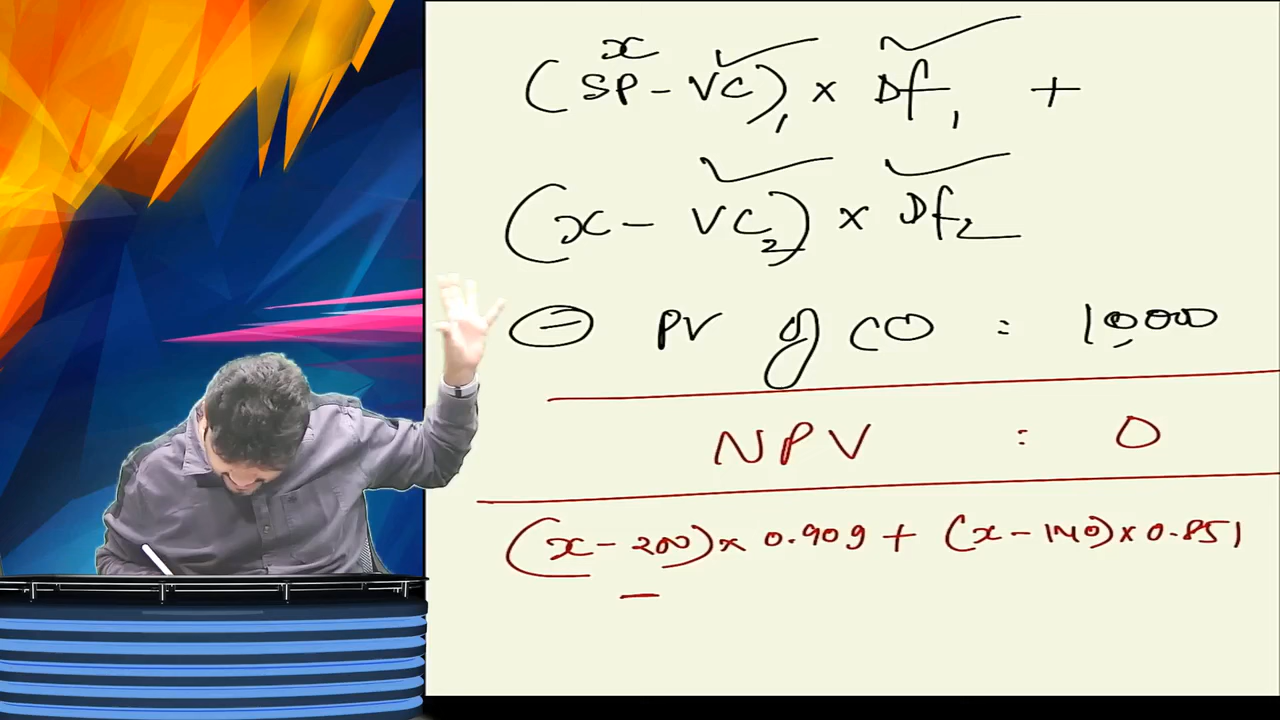 x
(SP - VC)₁ × Df₁ +
(x - VC₂) × Df₂
⊖ PV of CO : 10,000
NPV : 0
(x - 200) × 0.909 + (x - 140) × 0.851
-